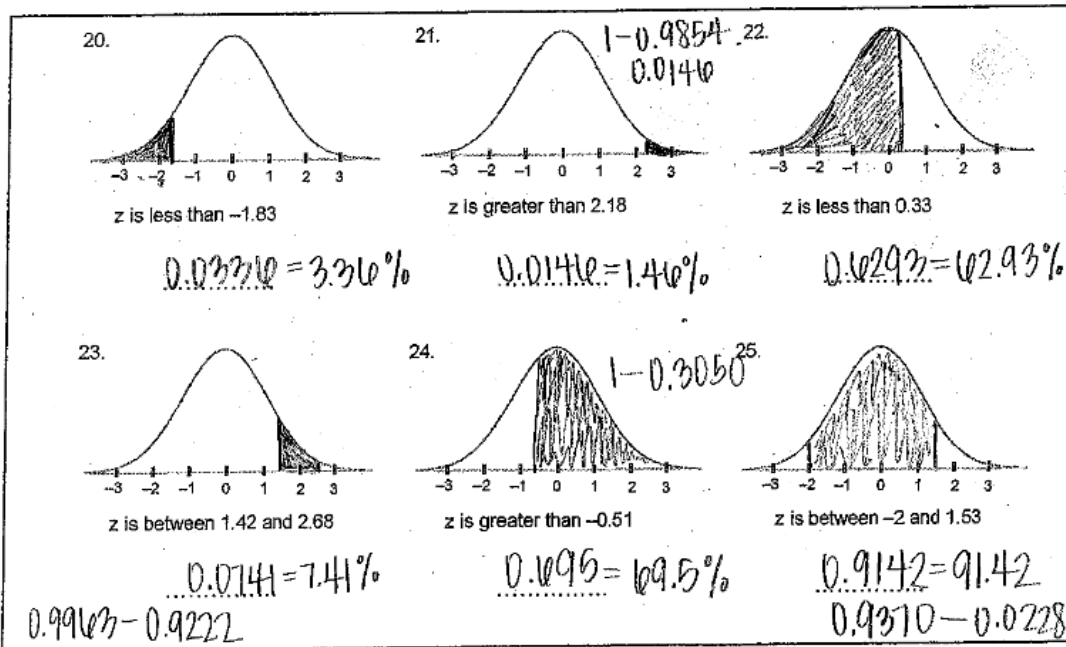 20.
21.
1-0.9854
0.0146
22.
-3 -2 -1 0 1 2 3
-3 -2 -1 0 1 2 3
-3 -2 -1 0 1 2 3
z is less than -1.83
z is greater than 2.18
z is less than 0.33
0.0336=3.36%
0.0146=1.46%
0.6293=62.93%
23.
24.
1-0.3050
25.
-3 -2 -1 0 1 2 3
-3 -2 -1 0 1 2 3
-3 -2 -1 0 1 2 3
z is between 1.42 and 2.68
z is greater than -0.51
z is between -2 and 1.53
0.0741=7.41%
0.695=69.5%
0.9142=91.42
0.9963-0.9222
0.9370-0.0228